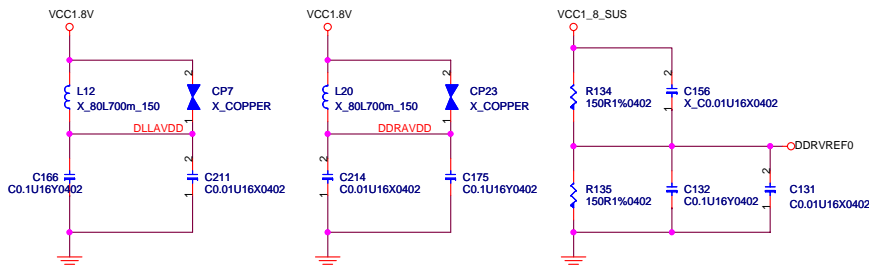 VCC1.8V
2
L12
X_80L700m_150
CP7
X_COPPER
1
DLLAVDD
C166
C0.1U16Y0402
2
C211
C0.01U16X0402
1
VCC1.8V
2
L20
X_80L700m_150
CP23
X_COPPER
1
DDRAVDD
2
C214
C0.01U16X0402
1
C175
C0.1U16Y0402
VCC1_8_SUS
R134
150R1%0402
2
C156
X_C0.01U16X0402
1
DDRVREF0
R135
150R1%0402
C132
C0.1U16Y0402
2
C131
C0.01U16X0402
1